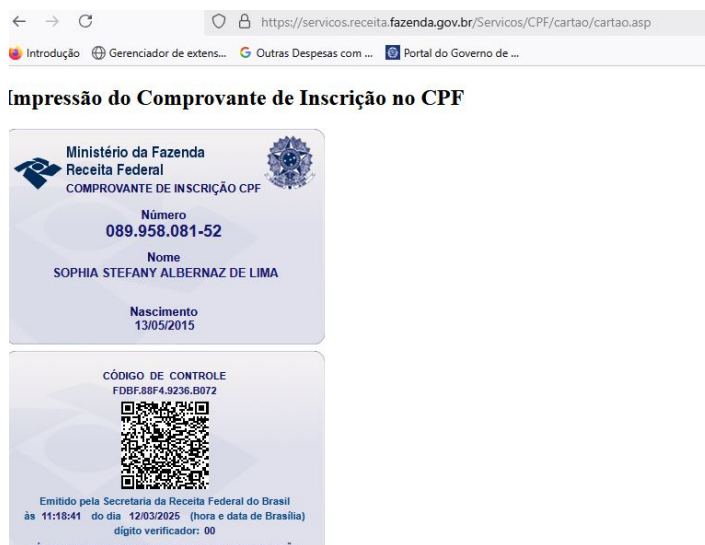 https://servicos.receita.fazenda.gov.br/Servicos/CPF/cartao/cartao.asp
Introdução Gerenciador de extens... Outras Despesas com ... Portal do Governo de ...
Impressão do Comprovante de Inscrição no CPF
Ministério da Fazenda
Receita Federal
COMPROVANTE DE INSCRIÇÃO CPF
Número
089.958.081-52
Nome
SOPHIA STEFANY ALBERNAZ DE LIMA
Nascimento
13/05/2015
CÓDIGO DE CONTROLE
FDBF.88F4.9236.B072
Emitido pela Secretaria da Receita Federal do Brasil
às 11:18:41 do dia 12/03/2025 (hora e data de Brasília)
dígito verificador: 00